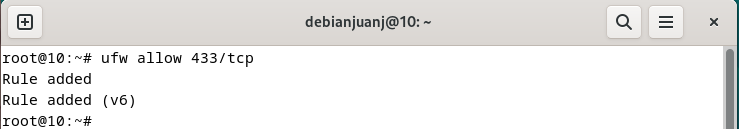 debianjuanj@10: ~
root@10:~# ufw allow 433/tcp
Rule added
Rule added (v6)
root@10:~#